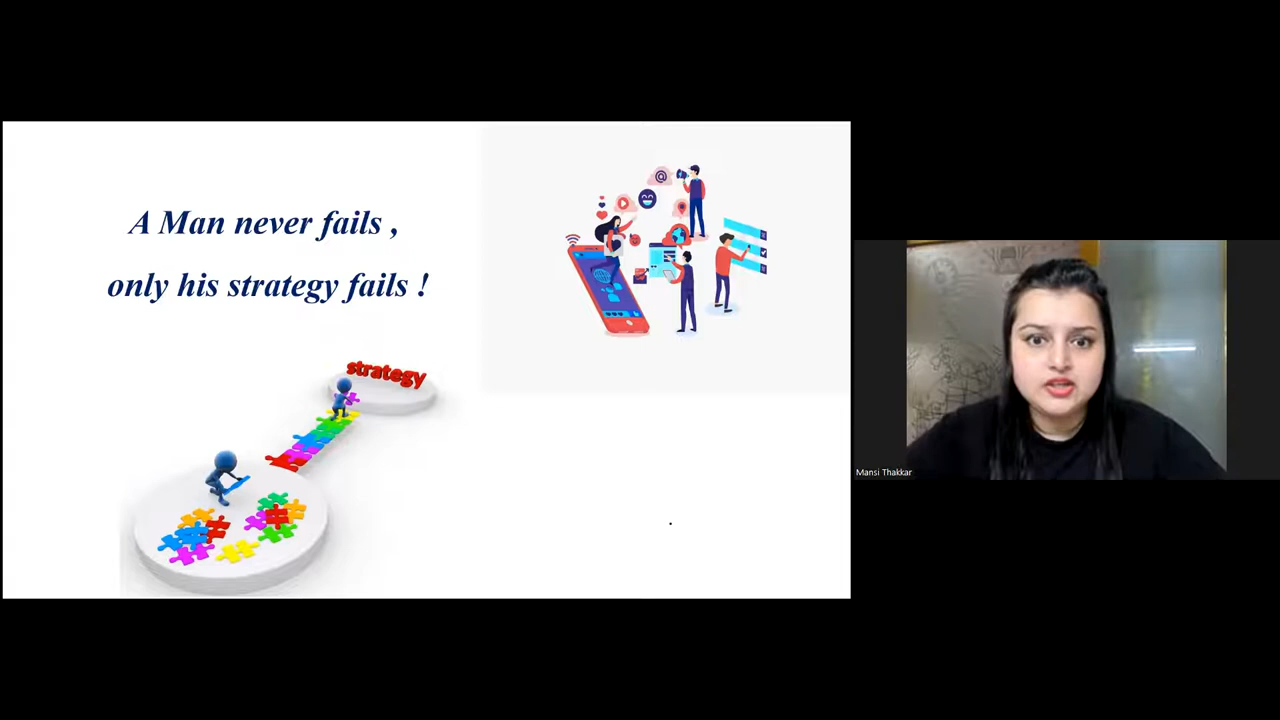 A Man never fails ,
only his strategy fails !
strategy
@
Mansi Thakkar